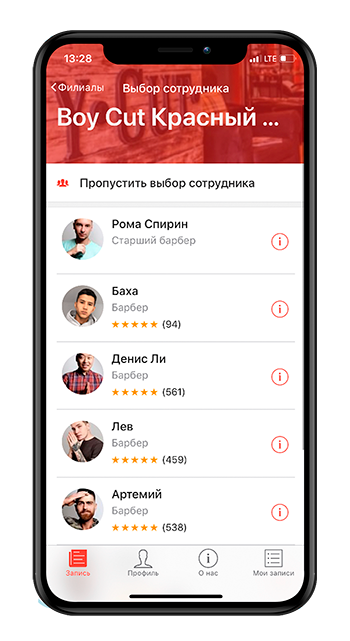 13:28 LTE
Филиалы Выбор сотрудника
Boy Cut Красный ...
Пропустить выбор сотрудника
Рома Спирин
Старший барбер
Баха
Барбер
(94)
Денис Ли
Барбер
(561)
Лев
Барбер
(459)
Артемий
Барбер
(538)
Запись Профиль О нас Мои записи